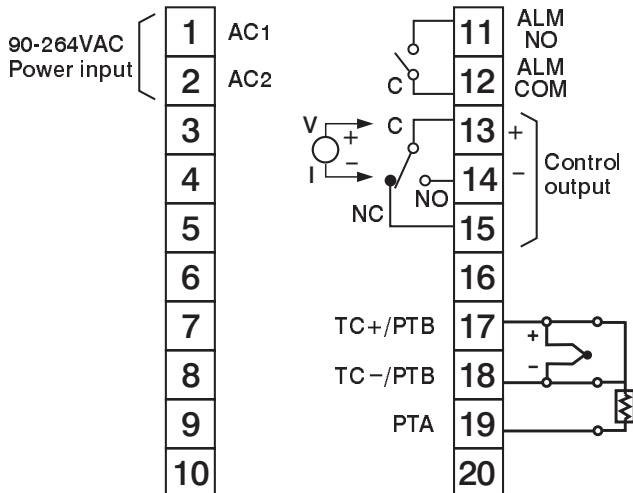 90-264VAC
Power input
1 AC1
2 AC2
3
4
5
6
7
8
9
10
11 ALM
NO
12 ALM
COM
C
13 +
14 −
15
Control
output
V
+
−
I
C
NO
NC
16
TC+/PTB 17
+
−
TC−/PTB 18
PTA 19
20